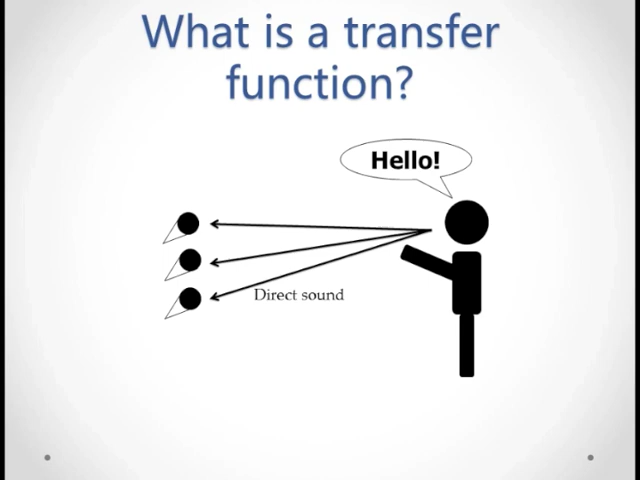 What is a transfer
function?
Hello!
Direct sound